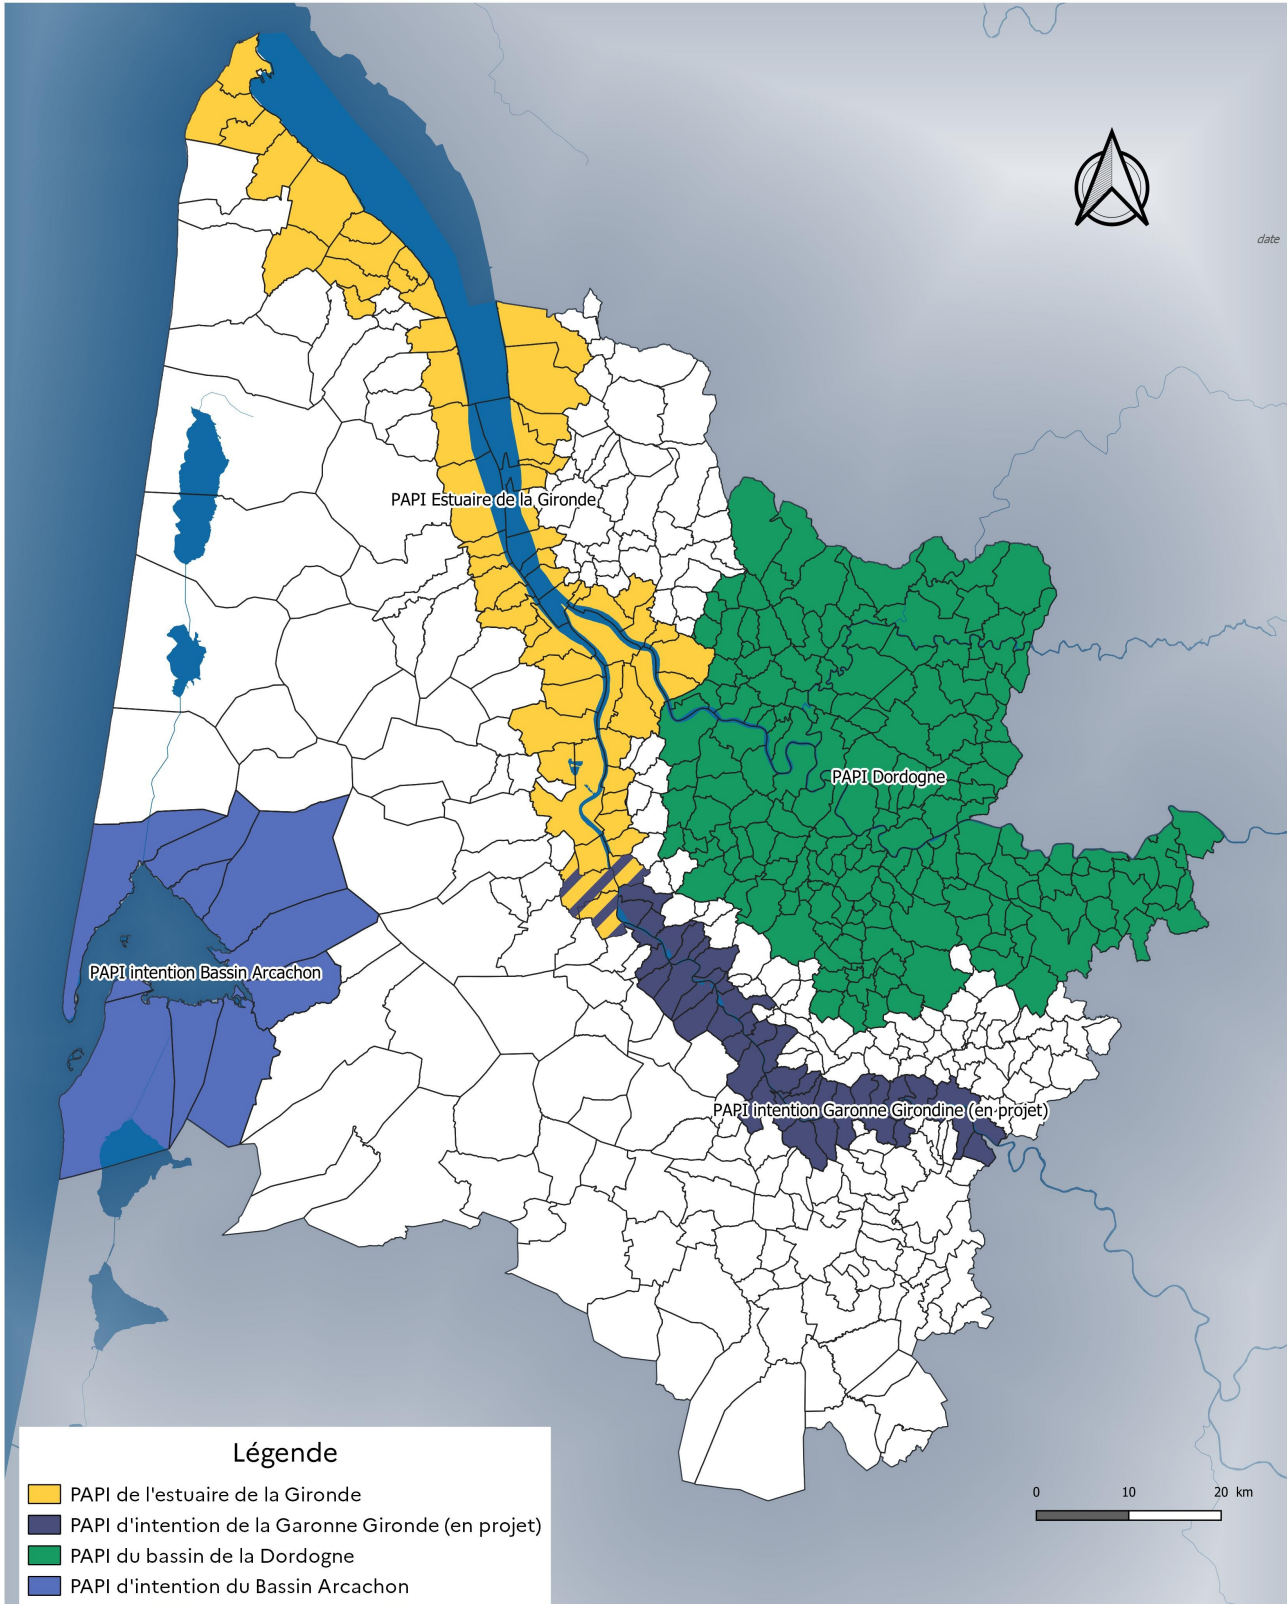 date
PAPI Estuaire de la Gironde
PAPI Dordogne
PAPI intention Bassin Arcachon
PAPI intention Garonne Girondine (en projet)
Légende
PAPI de l'estuaire de la Gironde
PAPI d'intention de la Garonne Gironde (en projet)
PAPI du bassin de la Dordogne
PAPI d'intention du Bassin Arcachon
0 10 20 km